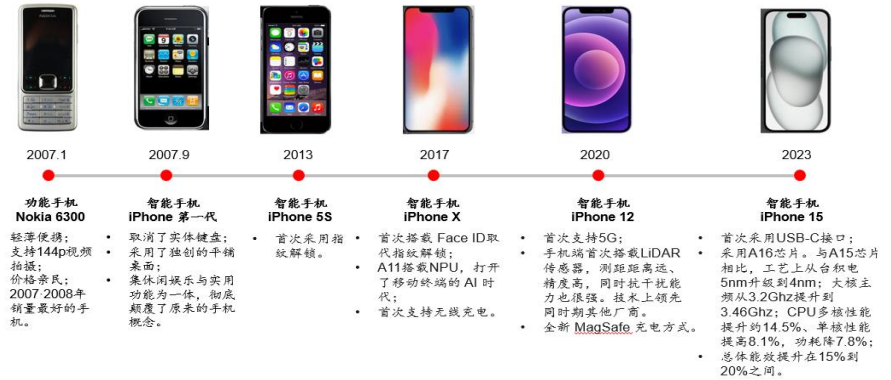 NOKIA
2007.1
2007.9
2013
2017
2020
2023
功能手机
Nokia 6300
轻薄便携；
支持144p视频
拍摄；
价格亲民；
2007-2008年
销量最好的手
机。
智能手机
iPhone 第一代
• 取消了实体键盘；
• 采用了独创的平铺
桌面；
• 集休闲娱乐与实用
功能为一体，彻底
颠覆了原来的手机
概念。
智能手机
iPhone 5S
• 首次采用指
纹解锁。
智能手机
iPhone X
• 首次搭载 Face ID取
代指纹解锁；
• A11搭载NPU，打开
了移动终端的 AI 时
代；
• 首次支持无线充电。
智能手机
iPhone 12
• 首次支持5G；
• 手机端首次搭载LiDAR
传感器，测距距离远、
精度高，同时抗干扰能
力也很强。技术上领先
同时期其他厂商。
• 全新 MagSafe 充电方式。
智能手机
iPhone 15
• 首次采用USB-C接口；
• 采用A16芯片。与A15芯片
相比，工艺上从台积电
5nm升级到4nm；大核主
频从3.2Ghz提升到
3.46Ghz；CPU多核性能
提升约14.5%、单核性能
提高8.1%，功耗降7.8%；
• 总体能效提升在15%到
20%之间。